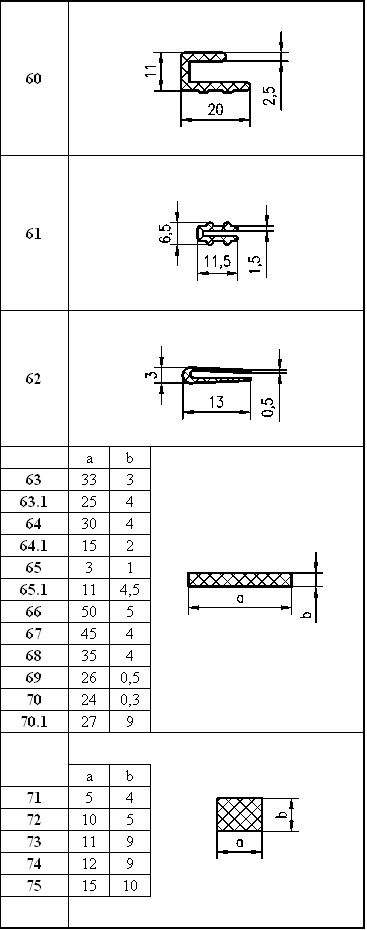 60
11
20
2,5
61
6,5
11,5
1,5
62
3
13
0,5
a b
63 33 3
63.1 25 4
64 30 4
64.1 15 2
65 3 1
65.1 11 4,5
66 50 5
67 45 4
68 35 4
69 26 0,5
70 24 0,3
70.1 27 9
a
b
a b
71 5 4
72 10 5
73 11 9
74 12 9
75 15 10
a
b